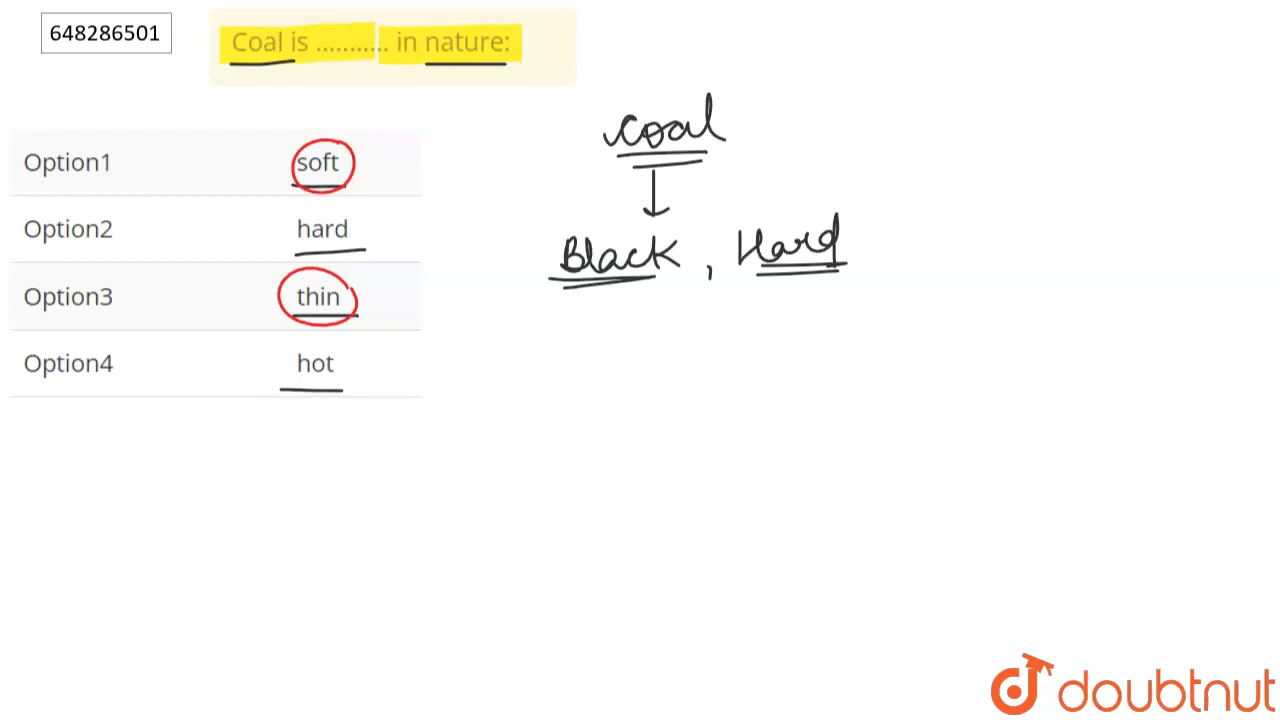 648286501
Coal is ........... in nature:
Option1 soft
Option2 hard
Option3 thin
Option4 hot
coal
Black, Hard
doubtnut